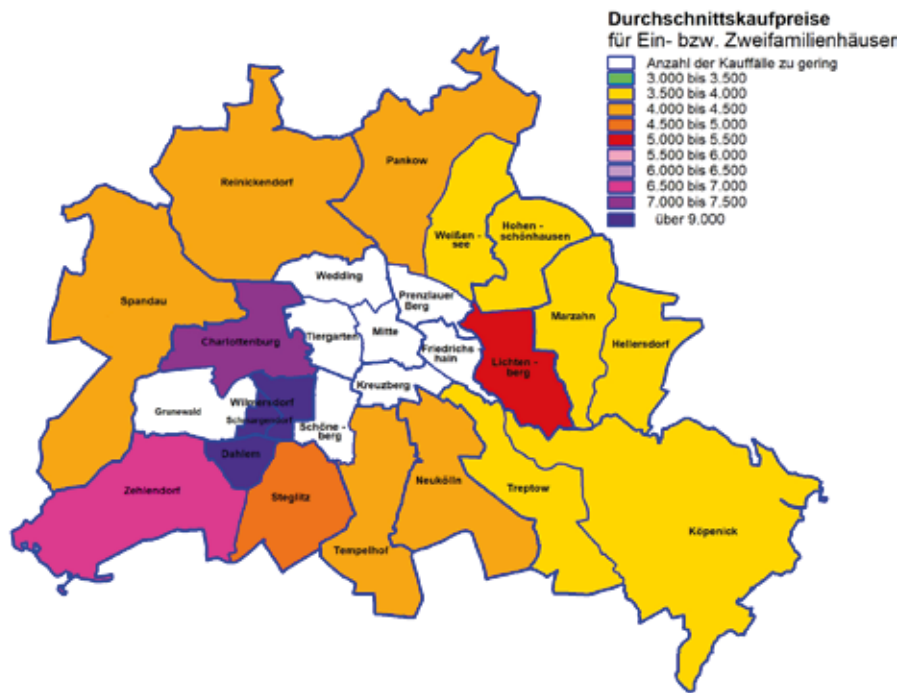 Durchschnittskaufpreise
für Ein- bzw. Zweifamilienhäuser
Anzahl der Kauffälle zu gering
3.000 bis 3.500
3.500 bis 4.000
4.000 bis 4.500
4.500 bis 5.000
5.000 bis 5.500
5.500 bis 6.000
6.000 bis 6.500
6.500 bis 7.000
7.000 bis 7.500
über 9.000
Pankow
Reinickendorf
Weißen -
see
Hohen -
schönhausen
Wedding
Prenzlauer
Berg
Spandau
Marzahn
Mitte
Tiergarten
Charlottenburg
Hellersdorf
Friedrichs
hain
Lichten -
berg
Kreuzberg
Wilmersdorf
Grunewald
Schmargendorf
Schöne -
berg
Dahlem
Zehlendorf
Steglitz
Neukölln
Treptow
Köpenick
Tempelhof